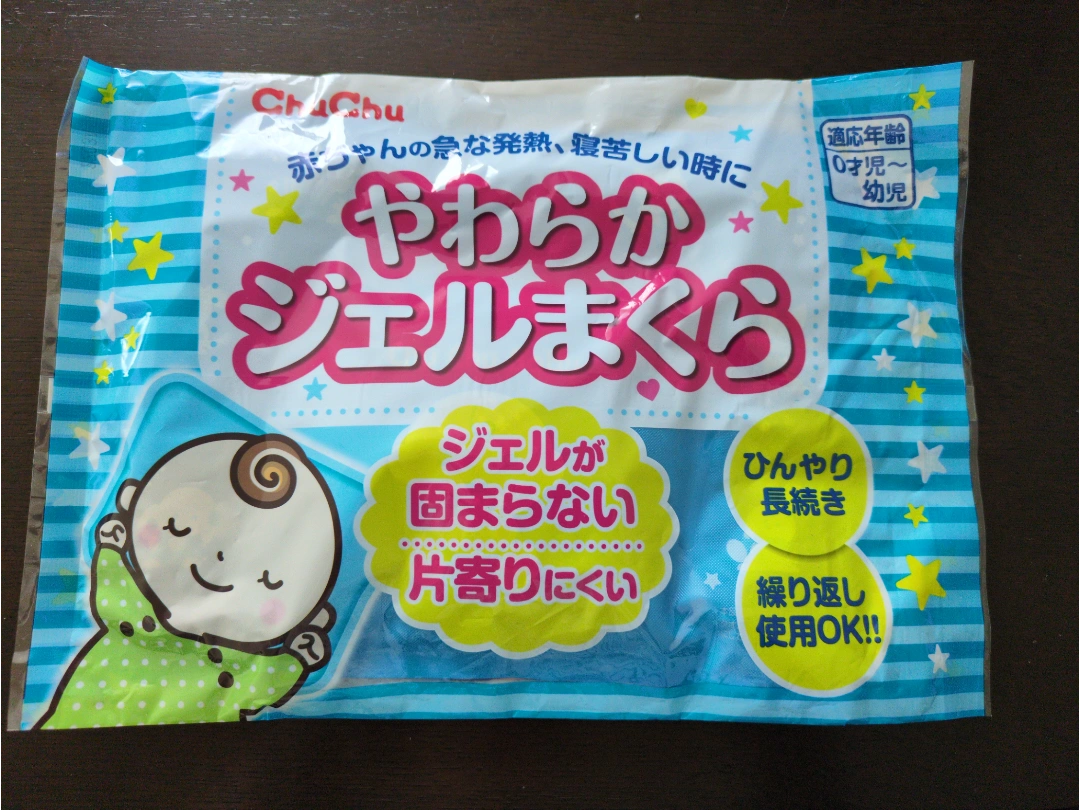 ChuChu
赤ちゃんの急な発熱、寝苦しい時に
適応年齢
0才児～
幼児
やわらか
ジェルまくら
ジェルが
固まらない
片寄りにくい
ひんやり
長続き
繰り返し
使用OK!!